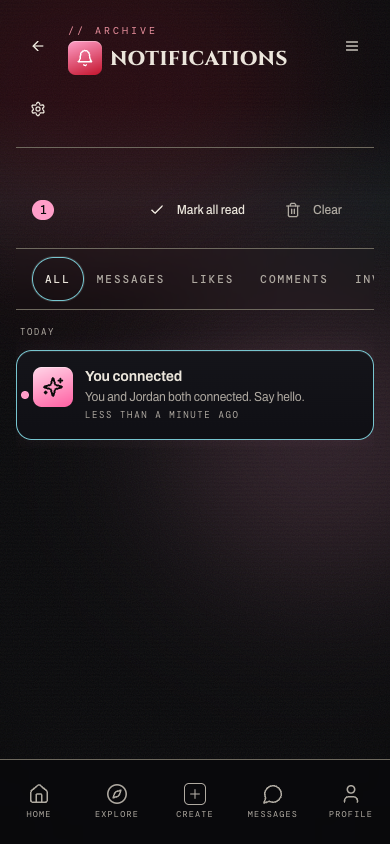 // ARCHIVE
NOTIFICATIONS
1 Mark all read Clear
ALL MESSAGES LIKES COMMENTS
TODAY
You connected
You and Jordan both connected. Say hello.
LESS THAN A MINUTE AGO
HOME EXPLORE CREATE MESSAGES PROFILE